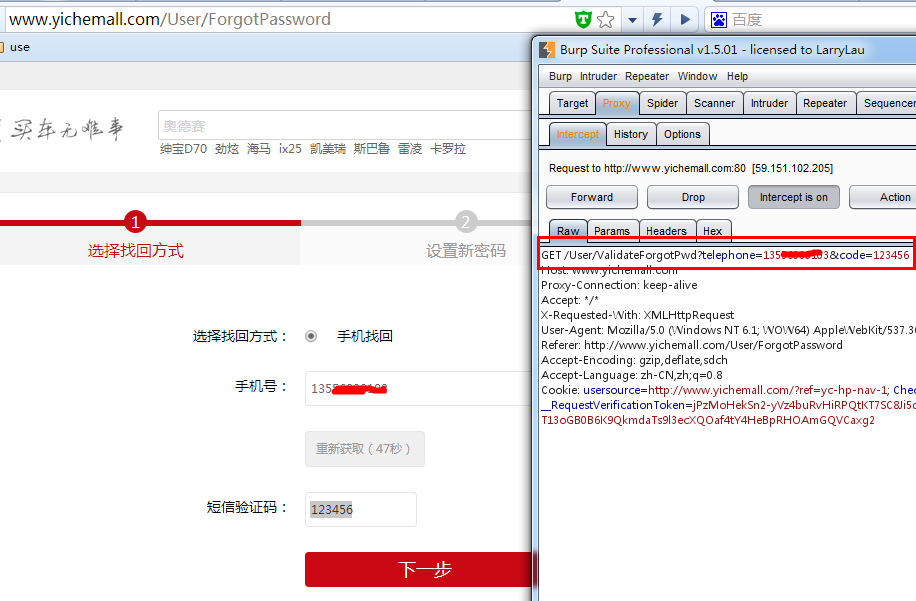 www.yichemall.com/User/ForgotPassword
百度
use
买车无难事
奥德赛
绅宝D70 劲炫 海马 ix25 凯美瑞 斯巴鲁 雷凌 卡罗拉
1
2
选择找回方式
设置新密码
选择找回方式：
手机找回
手机号：
重新获取（47秒）
短信验证码：
123456
下一步
Burp Suite Professional v1.5.01 - licensed to LarryLau
Burp Intruder Repeater Window Help
Target Proxy Spider Scanner Intruder Repeater Sequencer
Intercept History Options
Request to http://www.yichemall.com:80 [59.151.102.205]
Forward Drop Intercept is on Action
Raw Params Headers Hex
GET /User/ValidateForgotPwd?telephone=135 3&code=123456
Host: www.yichemall.com
Proxy-Connection: keep-alive
Accept: */*
X-Requested-With: XMLHttpRequest
User-Agent: Mozilla/5.0 (Windows NT 6.1; WOW64) AppleWebKit/537.36
Referer: http://www.yichemall.com/User/ForgotPassword
Accept-Encoding: gzip,deflate,sdch
Accept-Language: zh-CN,zh;q=0.8
Cookie: usersource=http://www.yichemall.com/?ref=yc-hp-nav-1; Chec
__RequestVerificationToken=jPzMoHekSn2-yVz4buRvHiRPQtKT7SC8Ji5c
T13oGB0B6K9QkmdaTs9l3ecXQOaf4tY4HeBpRHOAmGQVCaxg2